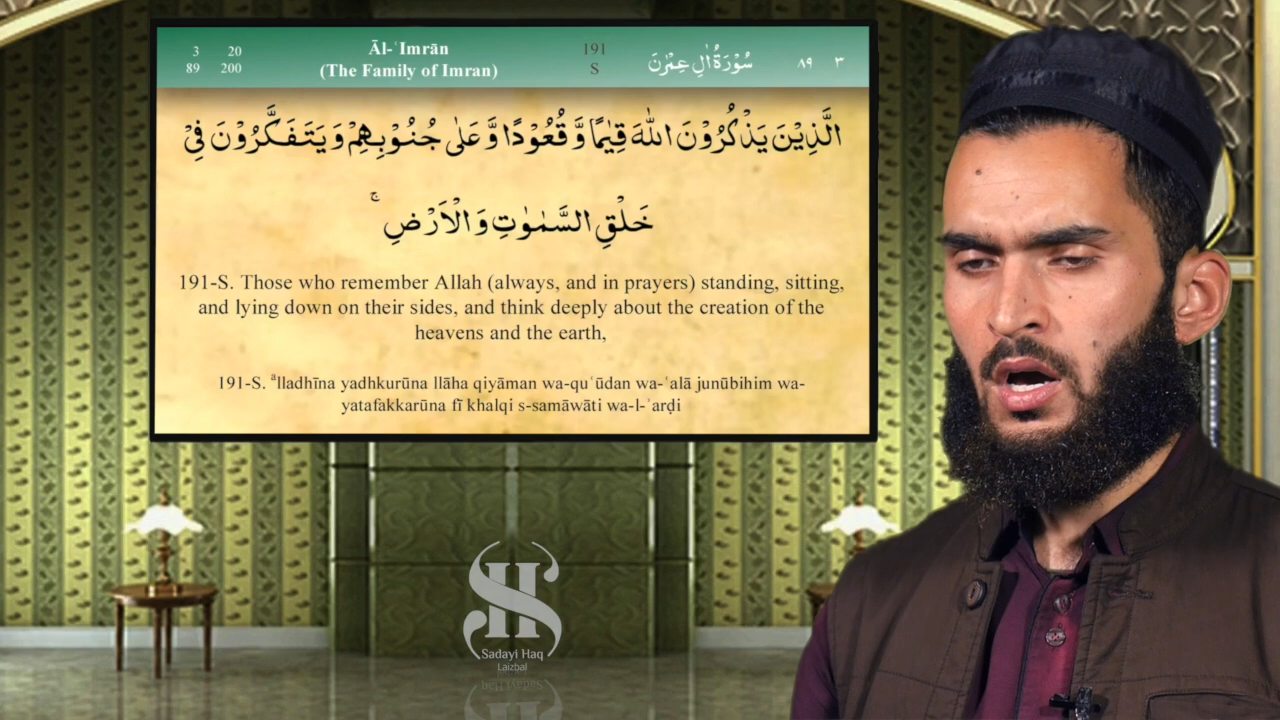 3 20
89 200
Āl-ʿImrān
(The Family of Imran)
191
S
سُوْرَةُ اٰلِ عِمْرٰنَ
٣
٨٩
الَّذِيْنَ يَذْكُرُوْنَ اللّٰهَ قِيٰمًا وَّ قُعُوْدًا وَّ عَلٰى جُنُوْبِهِمْ وَ يَتَفَكَّرُوْنَ فِيْ
خَلْقِ السَّمٰوٰتِ وَ الْاَرْضِ ۚ
191-S. Those who remember Allah (always, and in prayers) standing, sitting,
and lying down on their sides, and think deeply about the creation of the
heavens and the earth,
191-S. ªlladhīna yadhkurūna llāha qiyāman wa-quʿūdan wa-ʿalā junūbihim wa-
yatafakkarūna fī khalqi s-samāwāti wa-l-ʾarḍi
Sadayi Haq
Laizbal